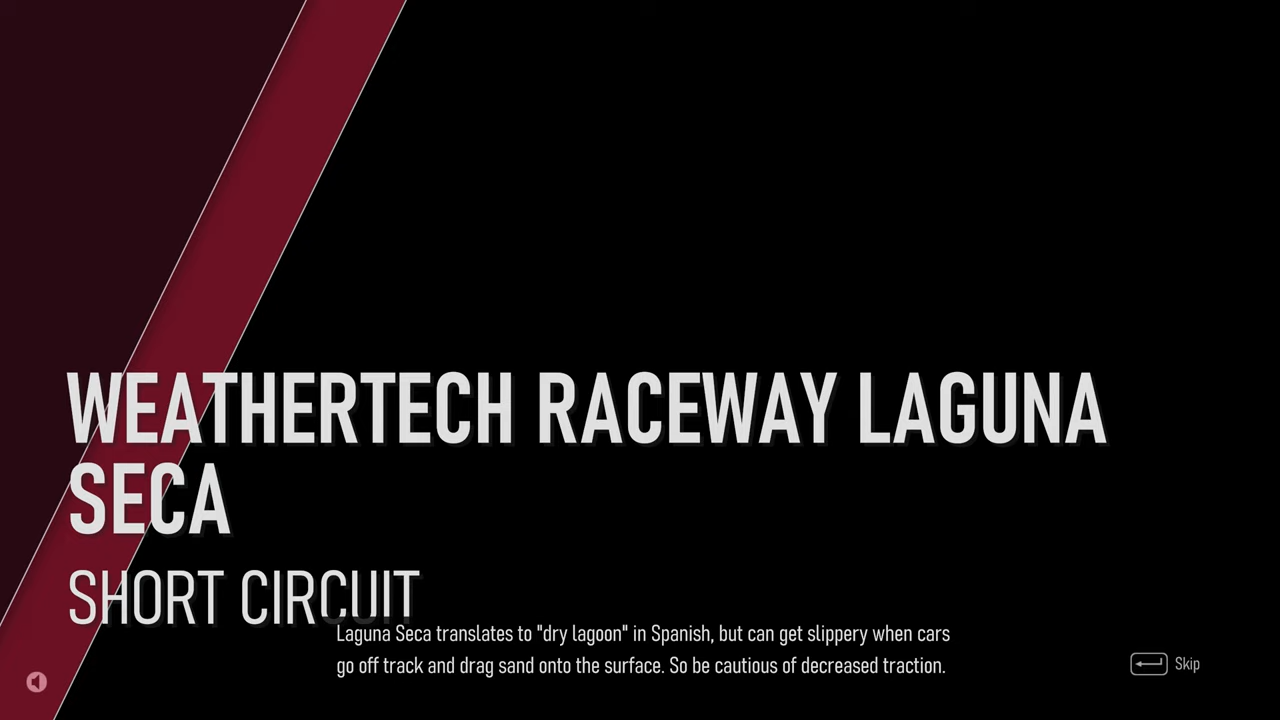 WEATHERTECH RACEWAY LAGUNA
SECA
SHORT CIRCUIT
Laguna Seca translates to "dry lagoon" in Spanish, but can get slippery when cars
go off track and drag sand onto the surface. So be cautious of decreased traction.
Skip